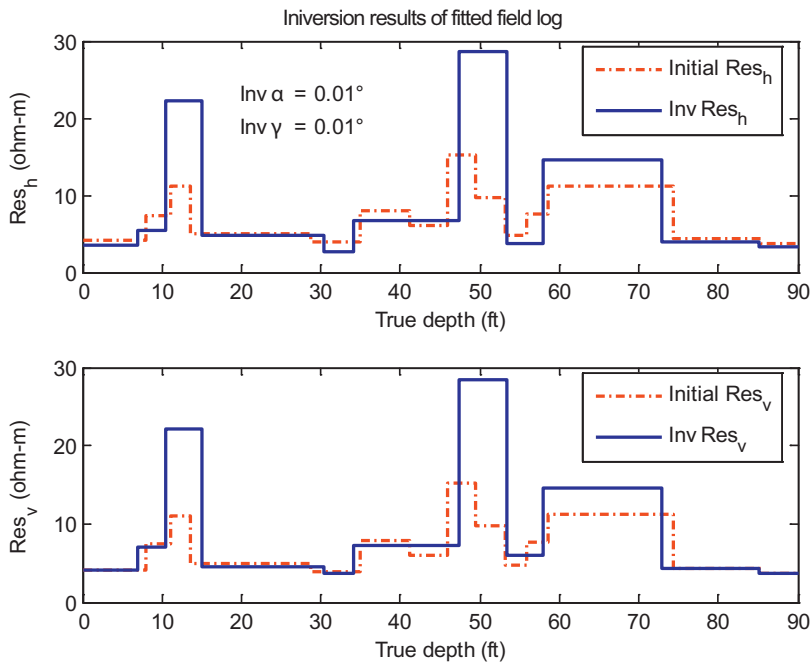 Iniversion results of fitted field log
30
20
10
0
Res_h (ohm-m)
Inv α = 0.01°
Inv γ = 0.01°
Initial Res_h
Inv Res_h
0 10 20 30 40 50 60 70 80 90
True depth (ft)
30
20
10
0
Res_v (ohm-m)
Initial Res_v
Inv Res_v
0 10 20 30 40 50 60 70 80 90
True depth (ft)